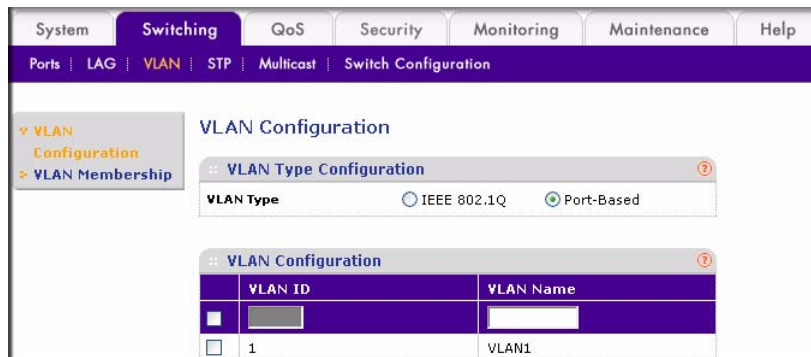 System Switching QoS Security Monitoring Maintenance Help
Ports LAG VLAN STP Multicast Switch Configuration
VLAN
Configuration
VLAN Membership
VLAN Configuration
VLAN Type Configuration ?
VLAN Type IEEE 802.1Q Port-Based
VLAN Configuration ?
VLAN ID VLAN Name
1 VLAN1